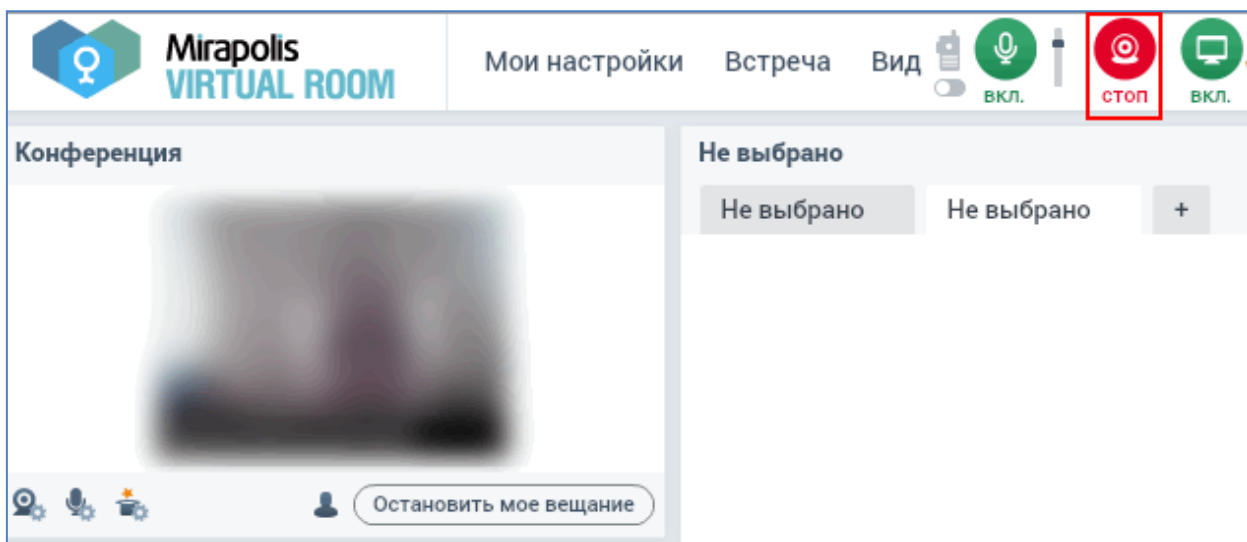 Mirapolis
VIRTUAL ROOM
Мои настройки Встреча Вид
вкл. стоп вкл.
Конференция
Не выбрано
Не выбрано Не выбрано +
Остановить мое вещание